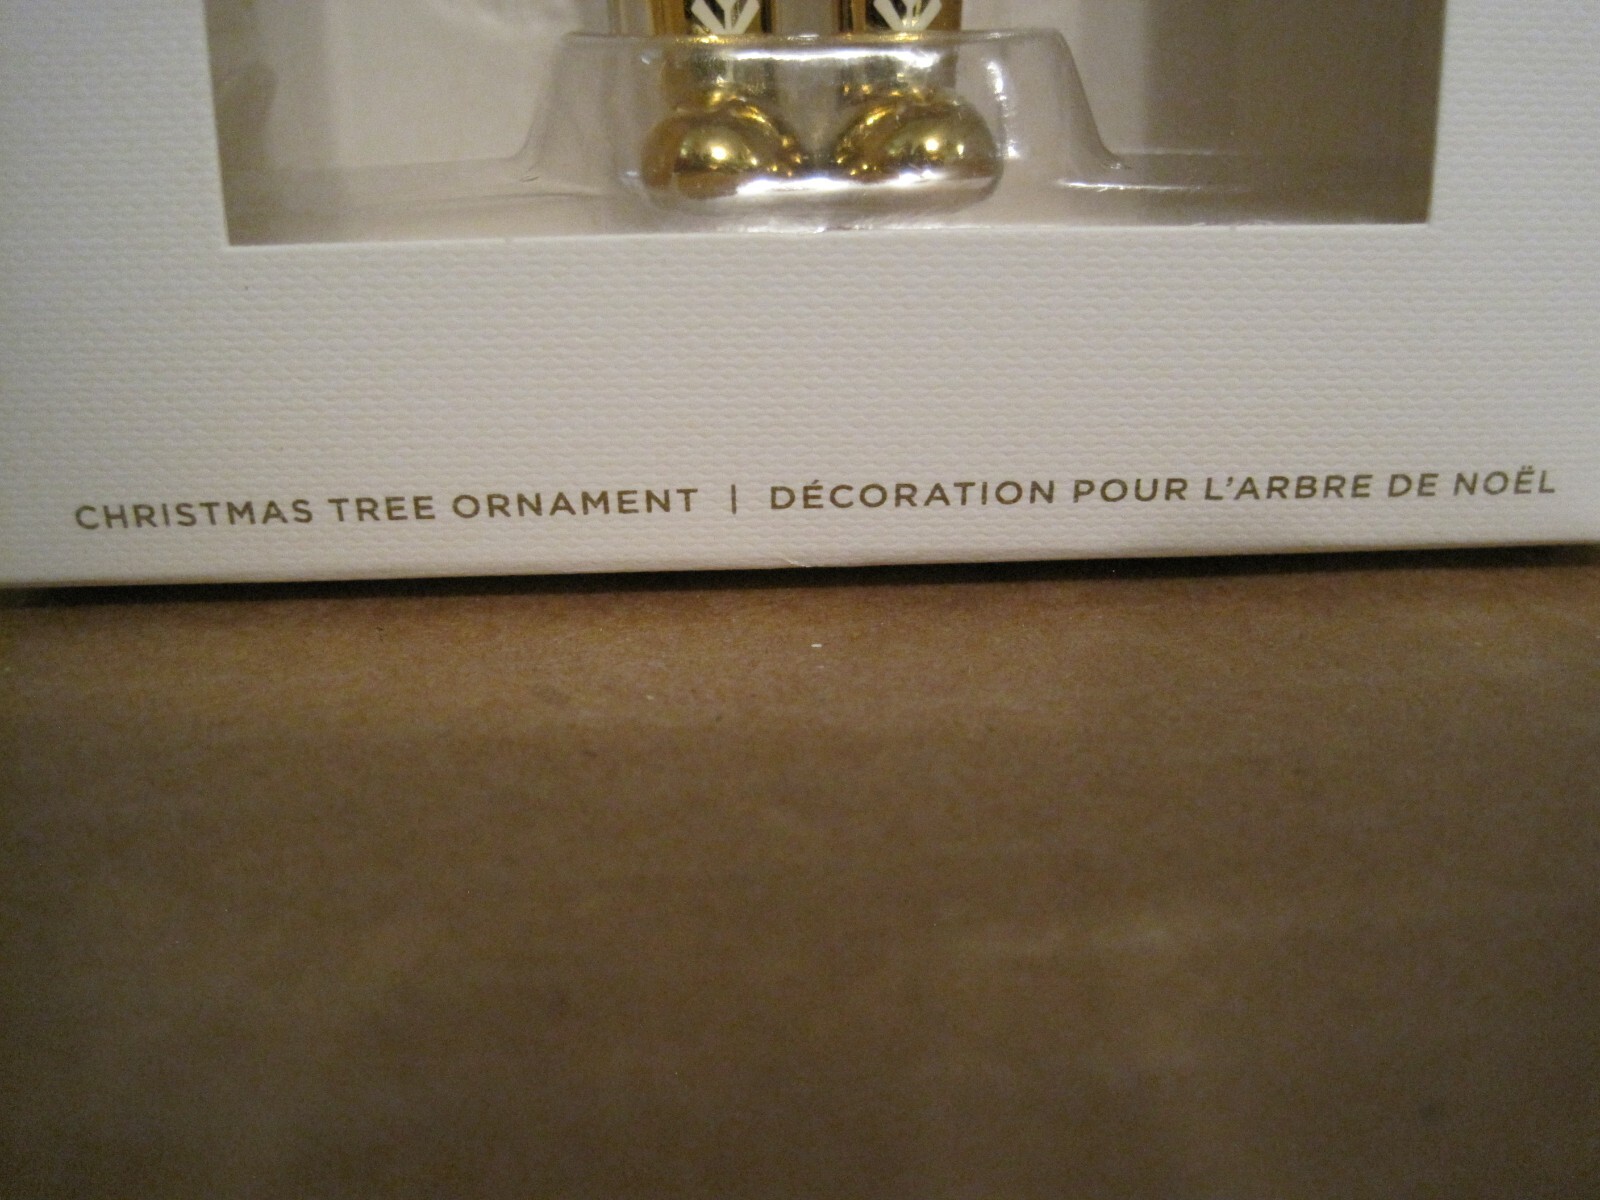 CHRISTMAS TREE ORNAMENT | DÉCORATION POUR L'ARBRE DE NOËL